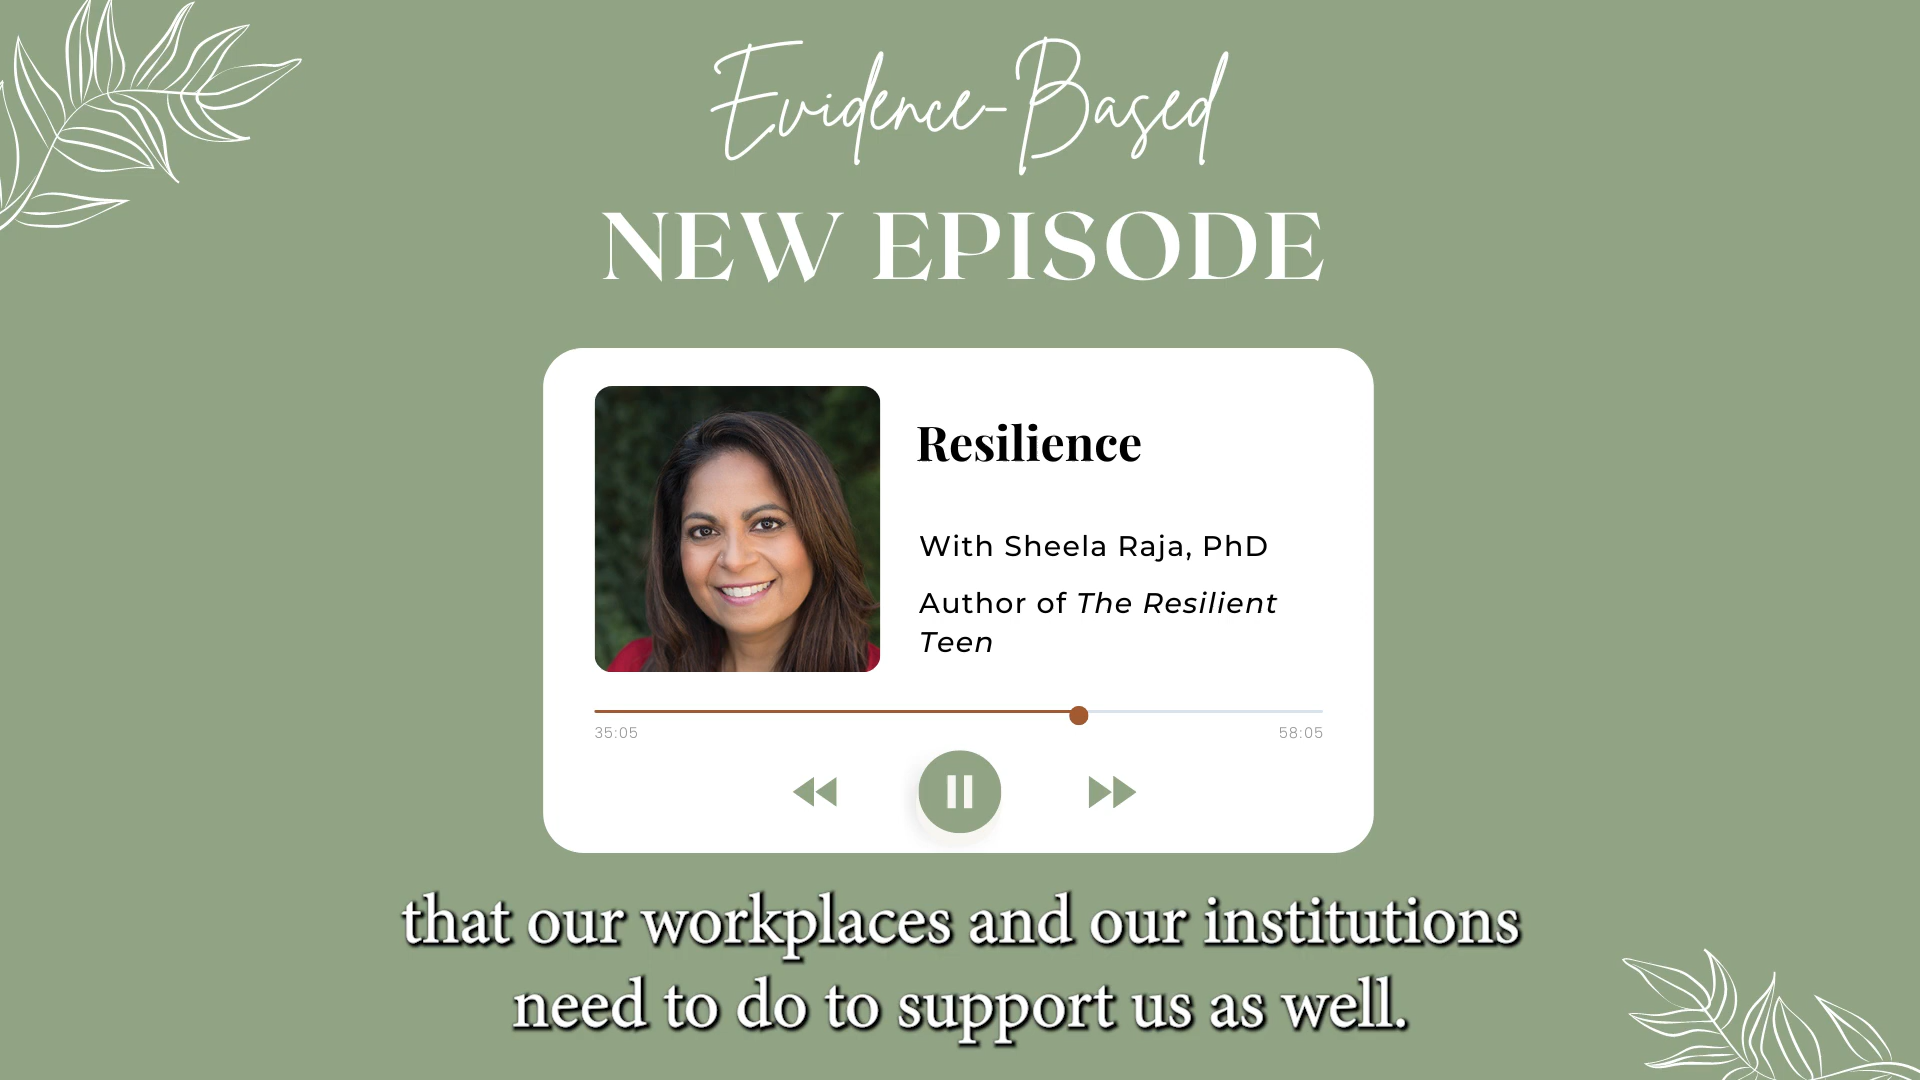 Evidence-Based
NEW EPISODE
Resilience
With Sheela Raja, PhD
Author of The Resilient
Teen
35:05
58:05
that our workplaces and our institutions
need to do to support us as well.